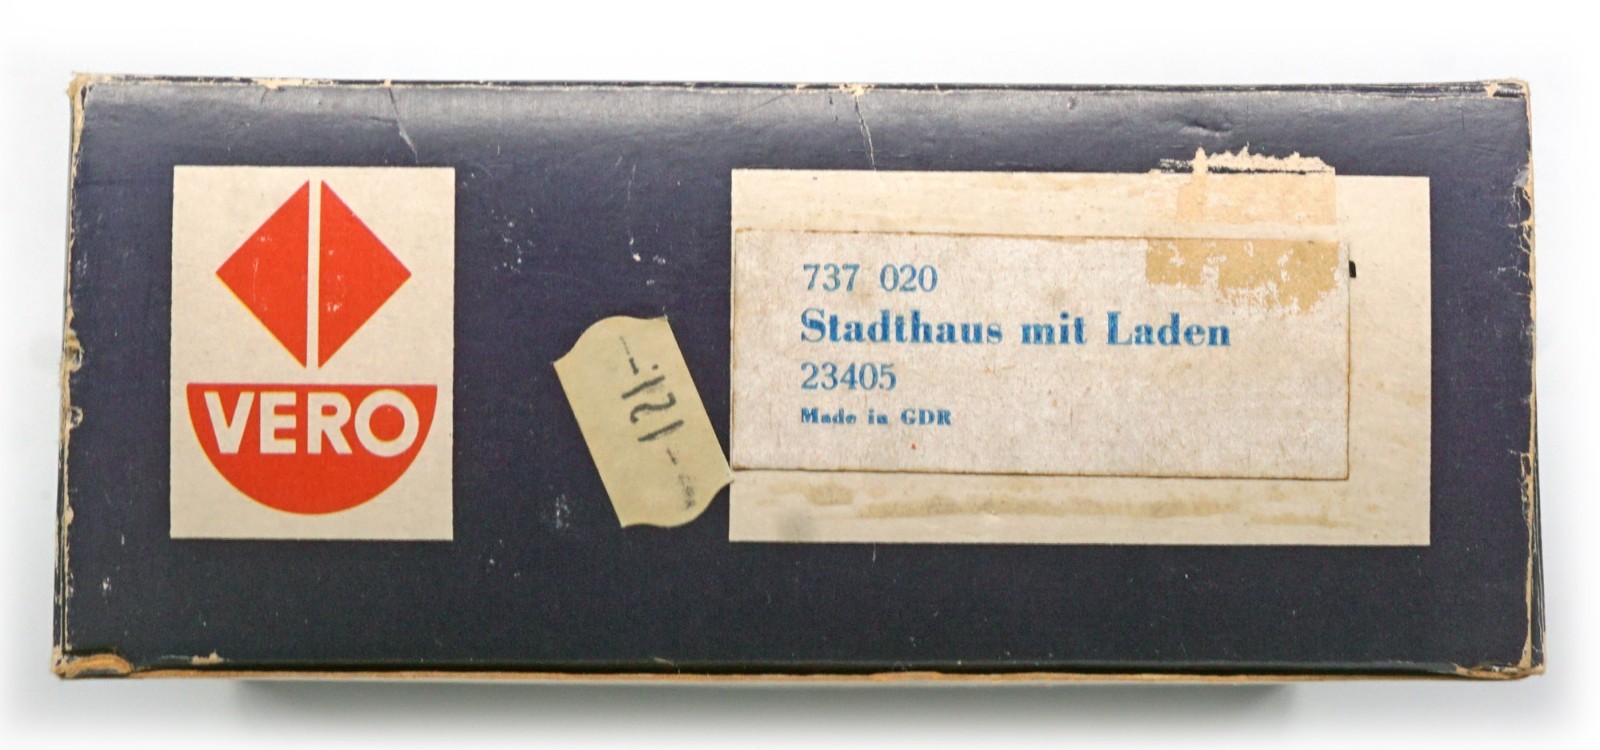 VERO
737 020
Stadthaus mit Laden
23405
Made in GDR